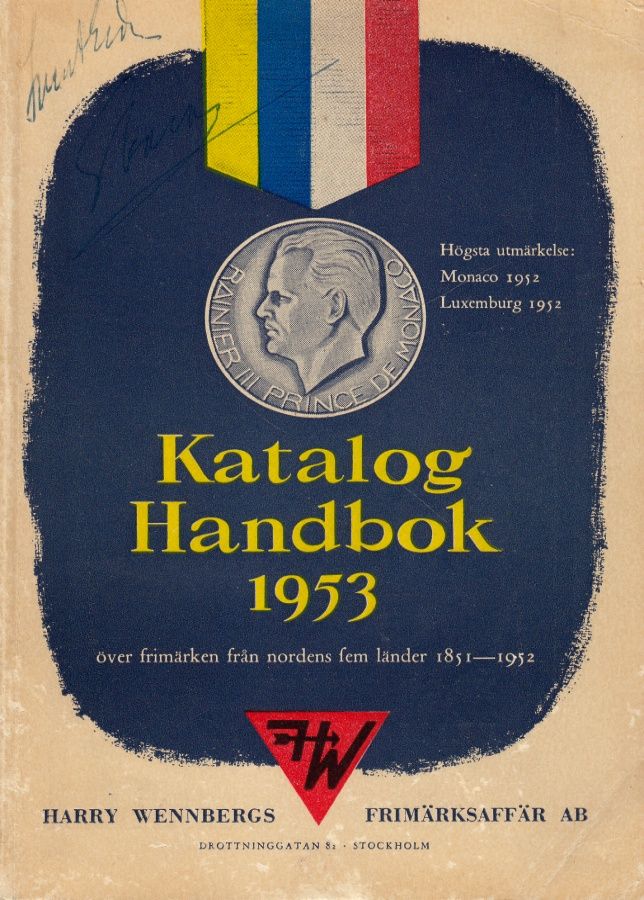 Högsta utmärkelse:
Monaco 1952
Luxemburg 1952
RAINIER III PRINCE DE MONACO
Katalog
Handbok
1953
över frimärken från nordens fem länder 1851—1952
HW
HARRY WENNBERGS FRIMÄRKSAFFÄR AB
DROTTNINGGATAN 82 · STOCKHOLM